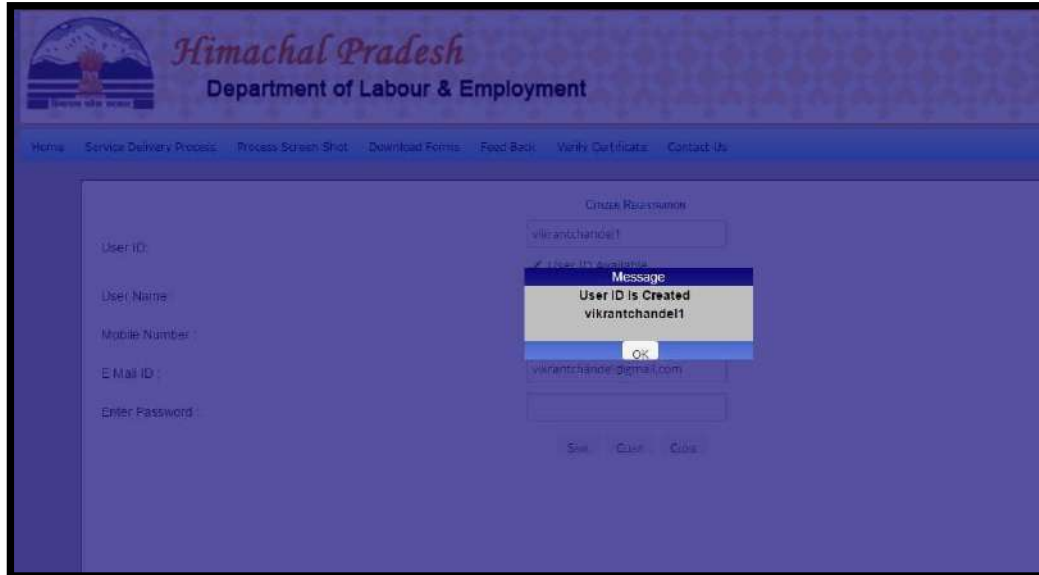 Himachal Pradesh
Department of Labour & Employment
Home Service Delivery Process Process Screen Shot Download Forms Feed Back Verify Certificate Contact Us
Citizen Registration
User ID: vikrantchandel1
User ID Available
User Name:
Mobile Number :
E Mail ID : vikrantchandel@gmail.com
Enter Password :
Message
User ID Is Created
vikrantchandel1
OK
Save Clear Close